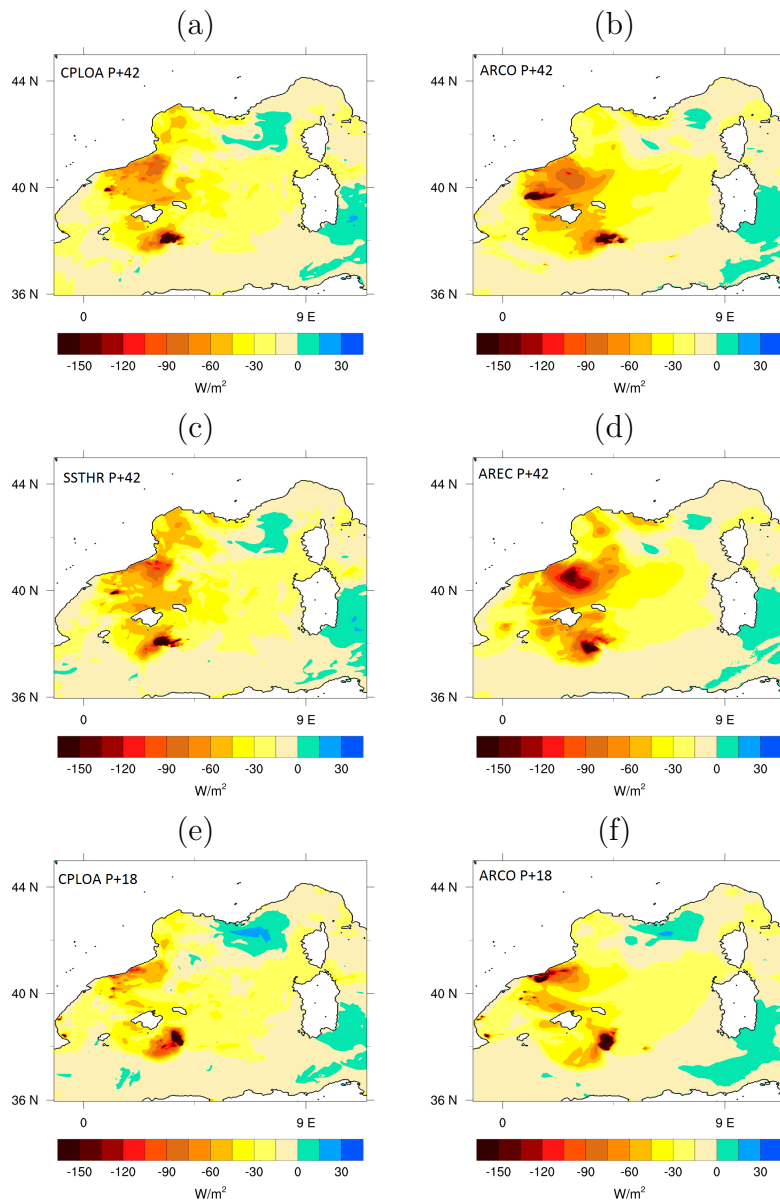 (a) (b)
CPLOA P+42 ARCO P+42
44 N 44 N
40 N 40 N
36 N 36 N
0 9 E 0 9 E
-150 -120 -90 -60 -30 0 30 -150 -120 -90 -60 -30 0 30
W/m² W/m²
(c) (d)
SSTHR P+42 AREC P+42
44 N 44 N
40 N 40 N
36 N 36 N
0 9 E 0 9 E
-150 -120 -90 -60 -30 0 30 -150 -120 -90 -60 -30 0 30
W/m² W/m²
(e) (f)
CPLOA P+18 ARCO P+18
44 N 44 N
40 N 40 N
36 N 36 N
0 9 E 0 9 E
-150 -120 -90 -60 -30 0 30 -150 -120 -90 -60 -30 0 30
W/m² W/m²